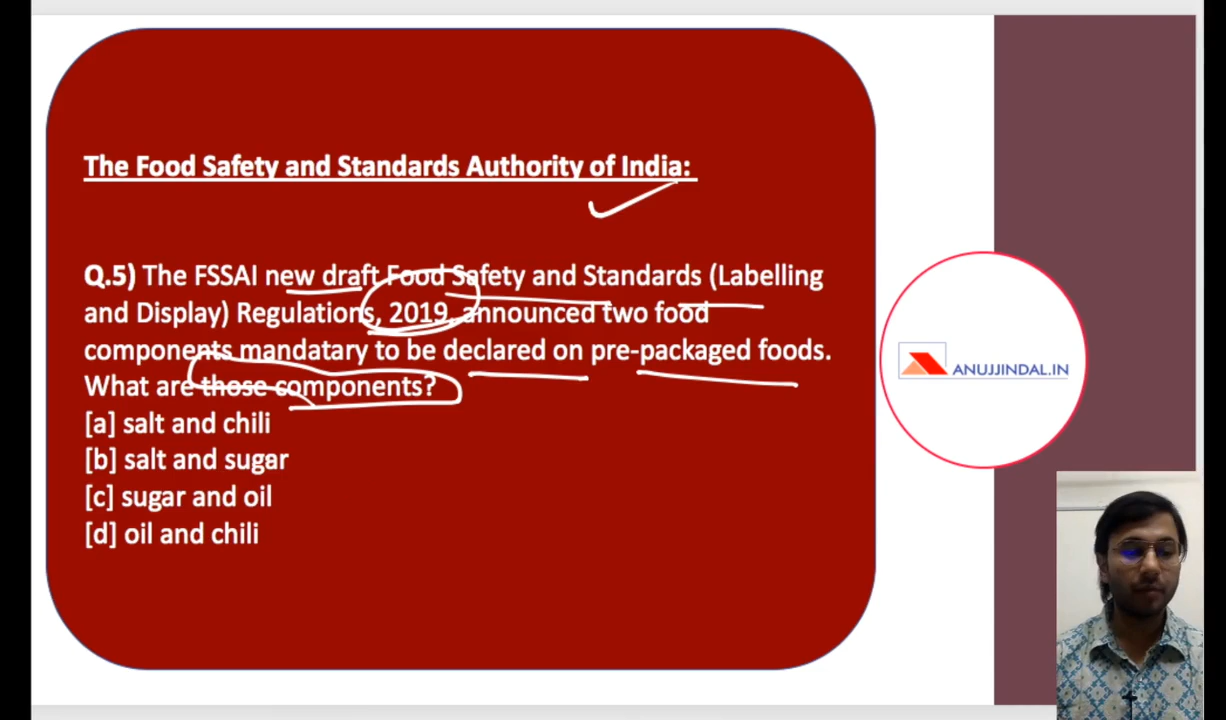 The Food Safety and Standards Authority of India:
Q.5) The FSSAI new draft Food Safety and Standards (Labelling
and Display) Regulations, 2019, announced two food
components mandatary to be declared on pre-packaged foods.
What are those components?
[a] salt and chili
[b] salt and sugar
[c] sugar and oil
[d] oil and chili
ANUJJINDAL.IN